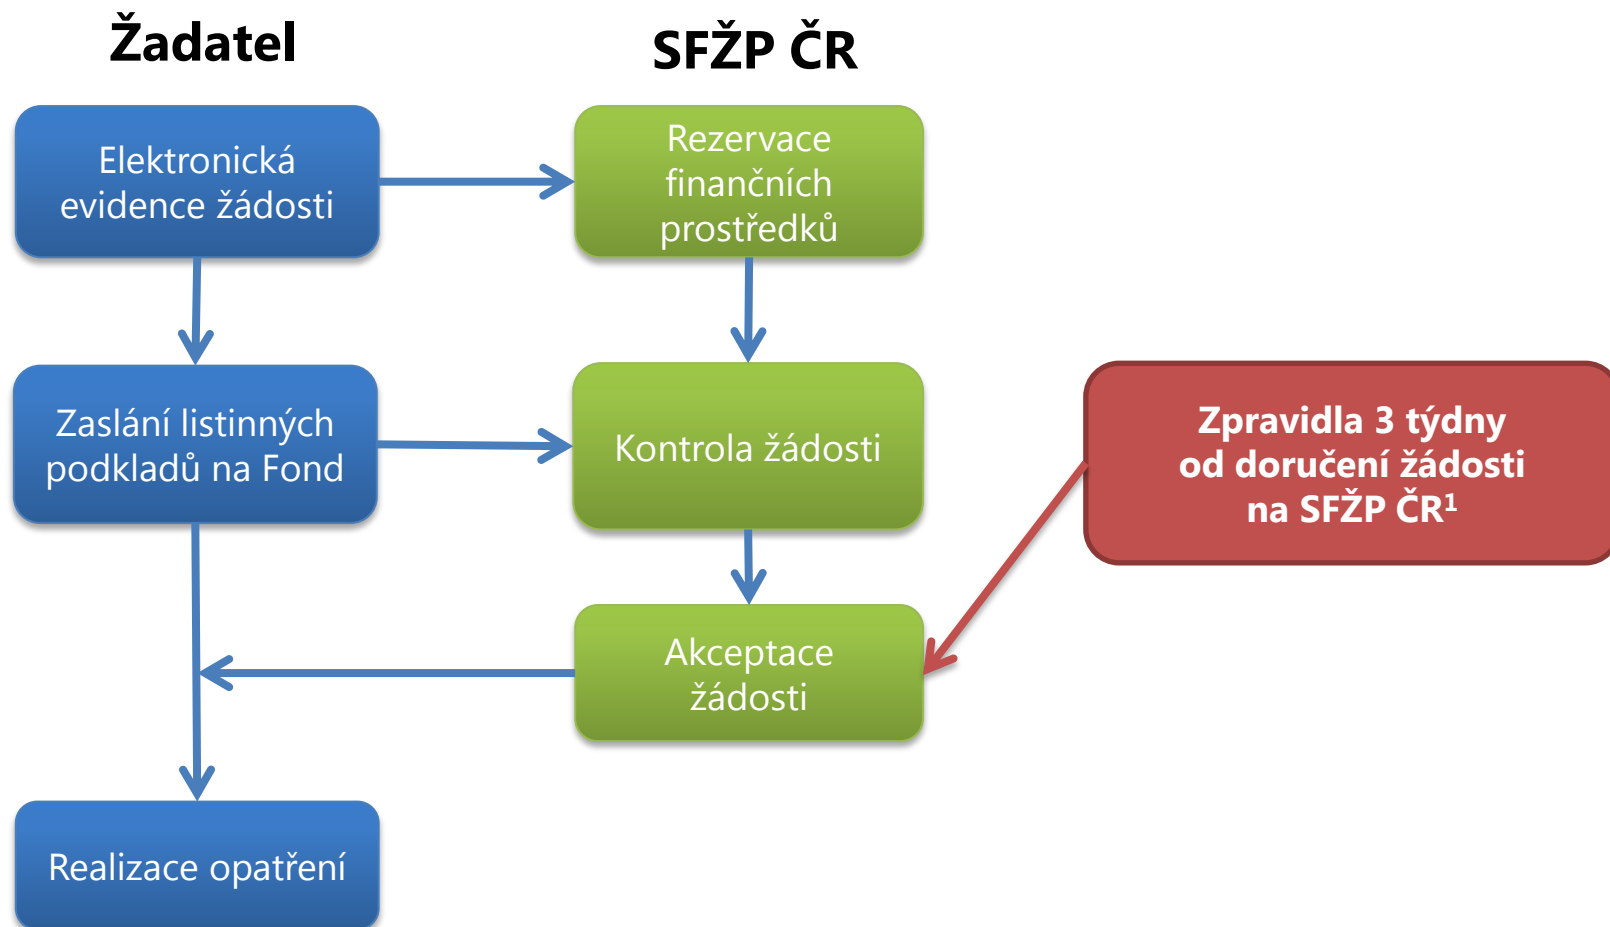 Žadatel
SFŽP ČR
Elektronická
evidence žádosti
Rezervace
finančních
prostředků
Zaslání listinných
podkladů na Fond
Kontrola žádosti
Zpravidla 3 týdny
od doručení žádosti
na SFŽP ČR¹
Akceptace
žádosti
Realizace opatření